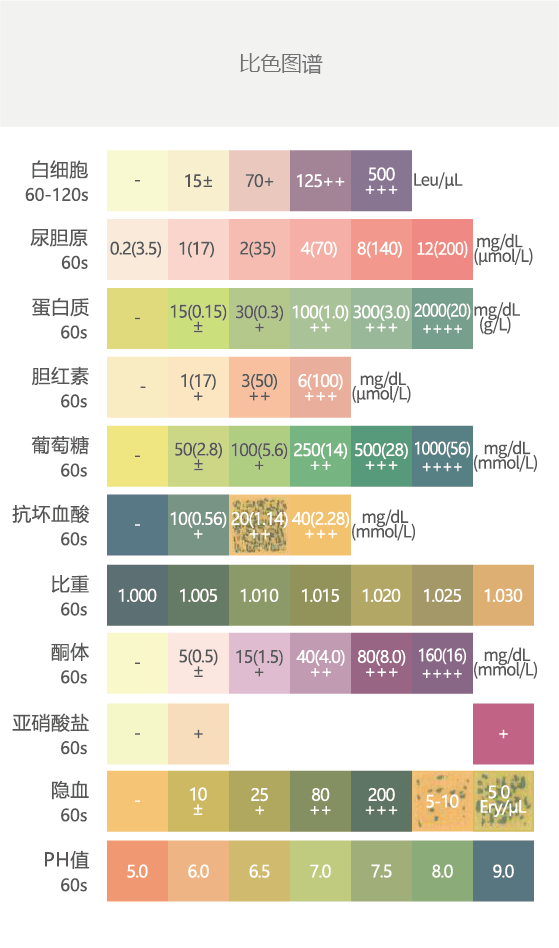 比色图谱
白细胞
60-120s
- 15± 70+ 125++ 500
+++
Leu/μL
尿胆原
60s
0.2(3.5) 1(17) 2(35) 4(70) 8(140) 12(200)
mg/dL
(μmol/L)
蛋白质
60s
- 15(0.15) 30(0.3) 100(1.0) 300(3.0) 2000(20)
± + ++ +++ ++++
mg/dL
(g/L)
胆红素
60s
- 1(17) 3(50) 6(100)
+ ++ +++
mg/dL
(μmol/L)
葡萄糖
60s
- 50(2.8) 100(5.6) 250(14) 500(28) 1000(56)
± + ++ +++ ++++
mg/dL
(mmol/L)
抗坏血酸
60s
- 10(0.56) 20(1.14) 40(2.28)
+ ++ +++
mg/dL
(mmol/L)
比重
60s
1.000 1.005 1.010 1.015 1.020 1.025 1.030
酮体
60s
- 5(0.5) 15(1.5) 40(4.0) 80(8.0) 160(16)
± + ++ +++ ++++
mg/dL
(mmol/L)
亚硝酸盐
60s
- + +
隐血
60s
- 10 25 80 200 5-10 5 0
± + ++ +++ Ery/μL
PH值
60s
5.0 6.0 6.5 7.0 7.5 8.0 9.0